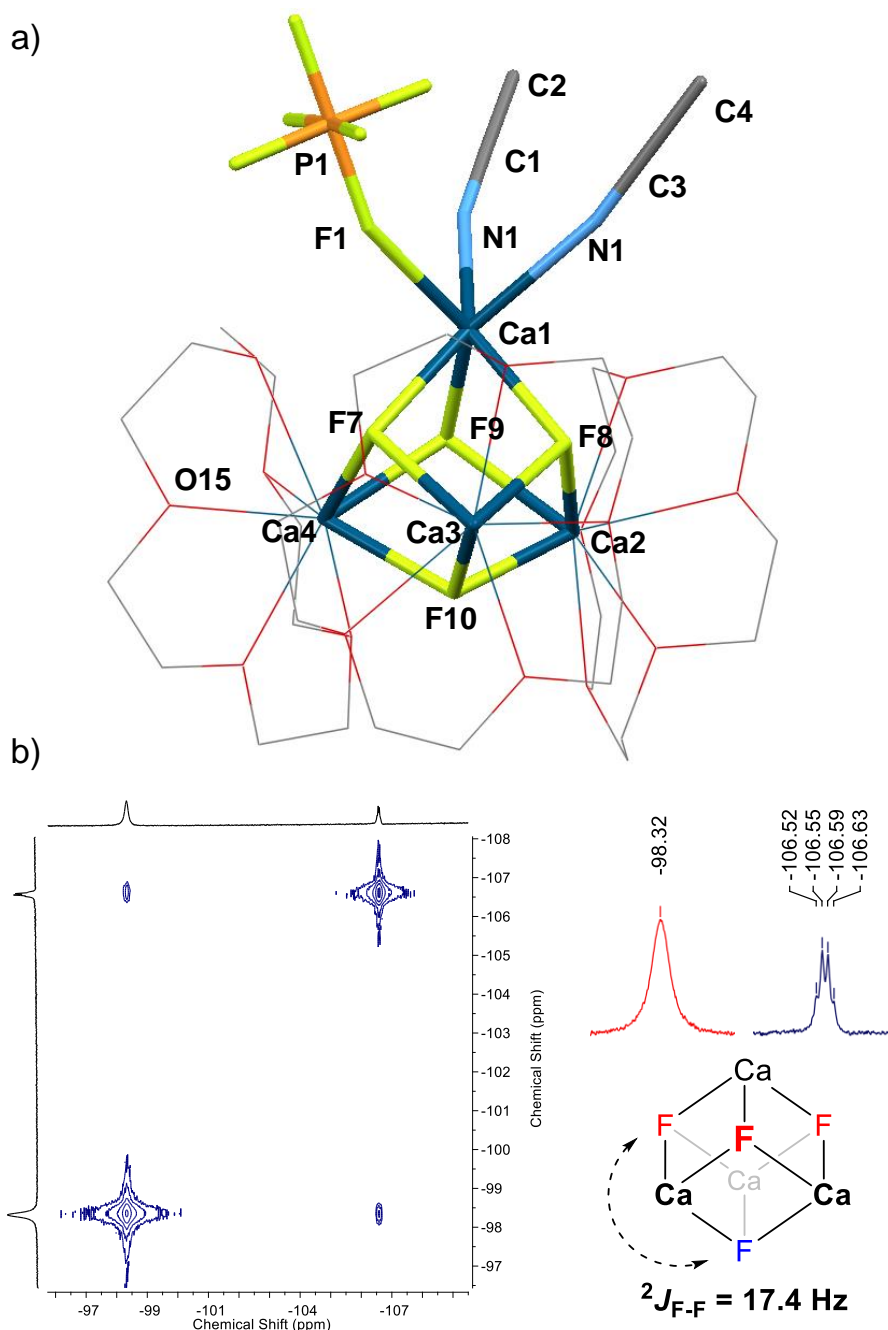 a)
C2
C4
P1
C1
C3
F1
N1
N1
Ca1
F7
F9
F8
O15
Ca4
Ca3
Ca2
F10
b)
-108
-107
-106
-105
-104
-103
-102
-101
-100
-99
-98
-97
Chemical Shift (ppm)
-97 -99 -101 -104 -107
Chemical Shift (ppm)
-98.32
-106.52
-106.55
-106.59
-106.63
Ca
F F F
Ca Ca Ca
F
²J_F-F = 17.4 Hz